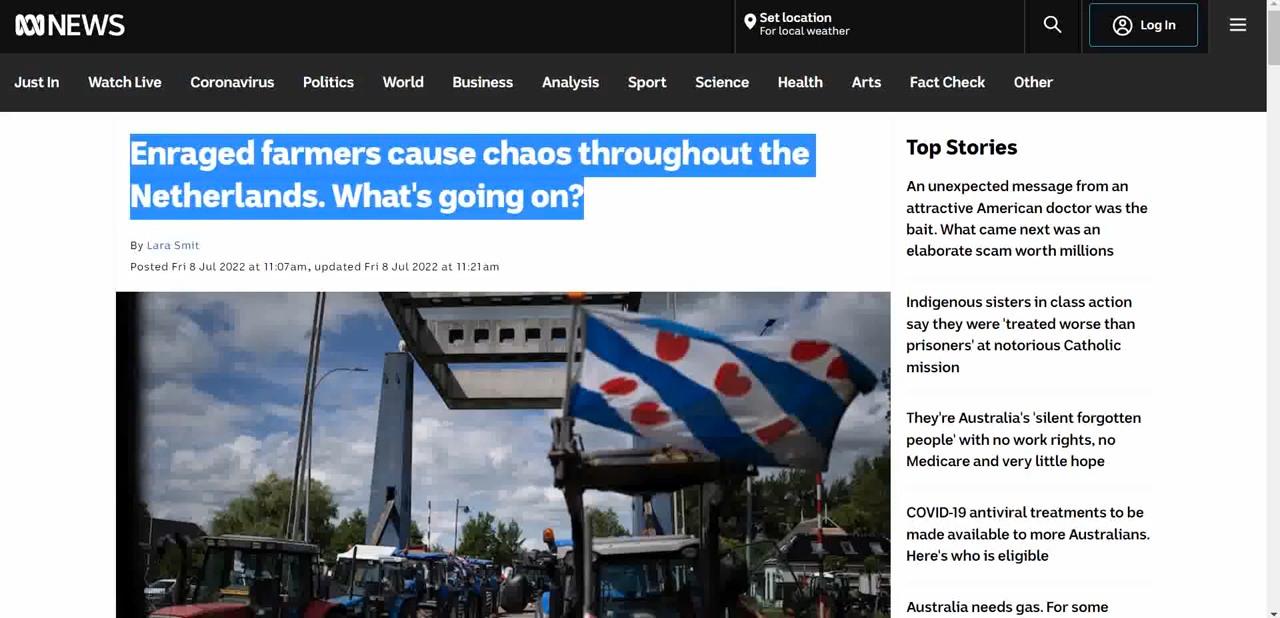 NEWS
Set location
For local weather
Log In
Just In
Watch Live
Coronavirus
Politics
World
Business
Analysis
Sport
Science
Health
Arts
Fact Check
Other
Enraged farmers cause chaos throughout the
Netherlands. What's going on?
By Lara Smit
Posted Fri 8 Jul 2022 at 11:07am, updated Fri 8 Jul 2022 at 11:21am
Top Stories
An unexpected message from an
attractive American doctor was the
bait. What came next was an
elaborate scam worth millions
Indigenous sisters in class action
say they were 'treated worse than
prisoners' at notorious Catholic
mission
They're Australia's 'silent forgotten
people' with no work rights, no
Medicare and very little hope
COVID-19 antiviral treatments to be
made available to more Australians.
Here's who is eligible
Australia needs gas. For some